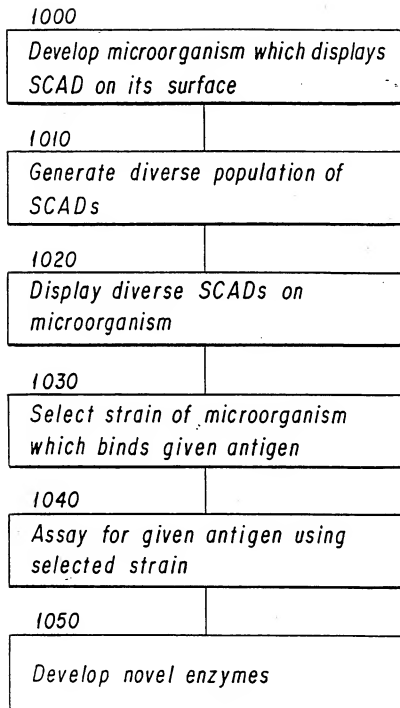 1000
Develop microorganism which displays
SCAD on its surface
1010
Generate diverse population of
SCADs
1020
Display diverse SCADs on
microorganism
1030
Select strain of microorganism
which binds given antigen
1040
Assay for given antigen using
selected strain
1050
Develop novel enzymes